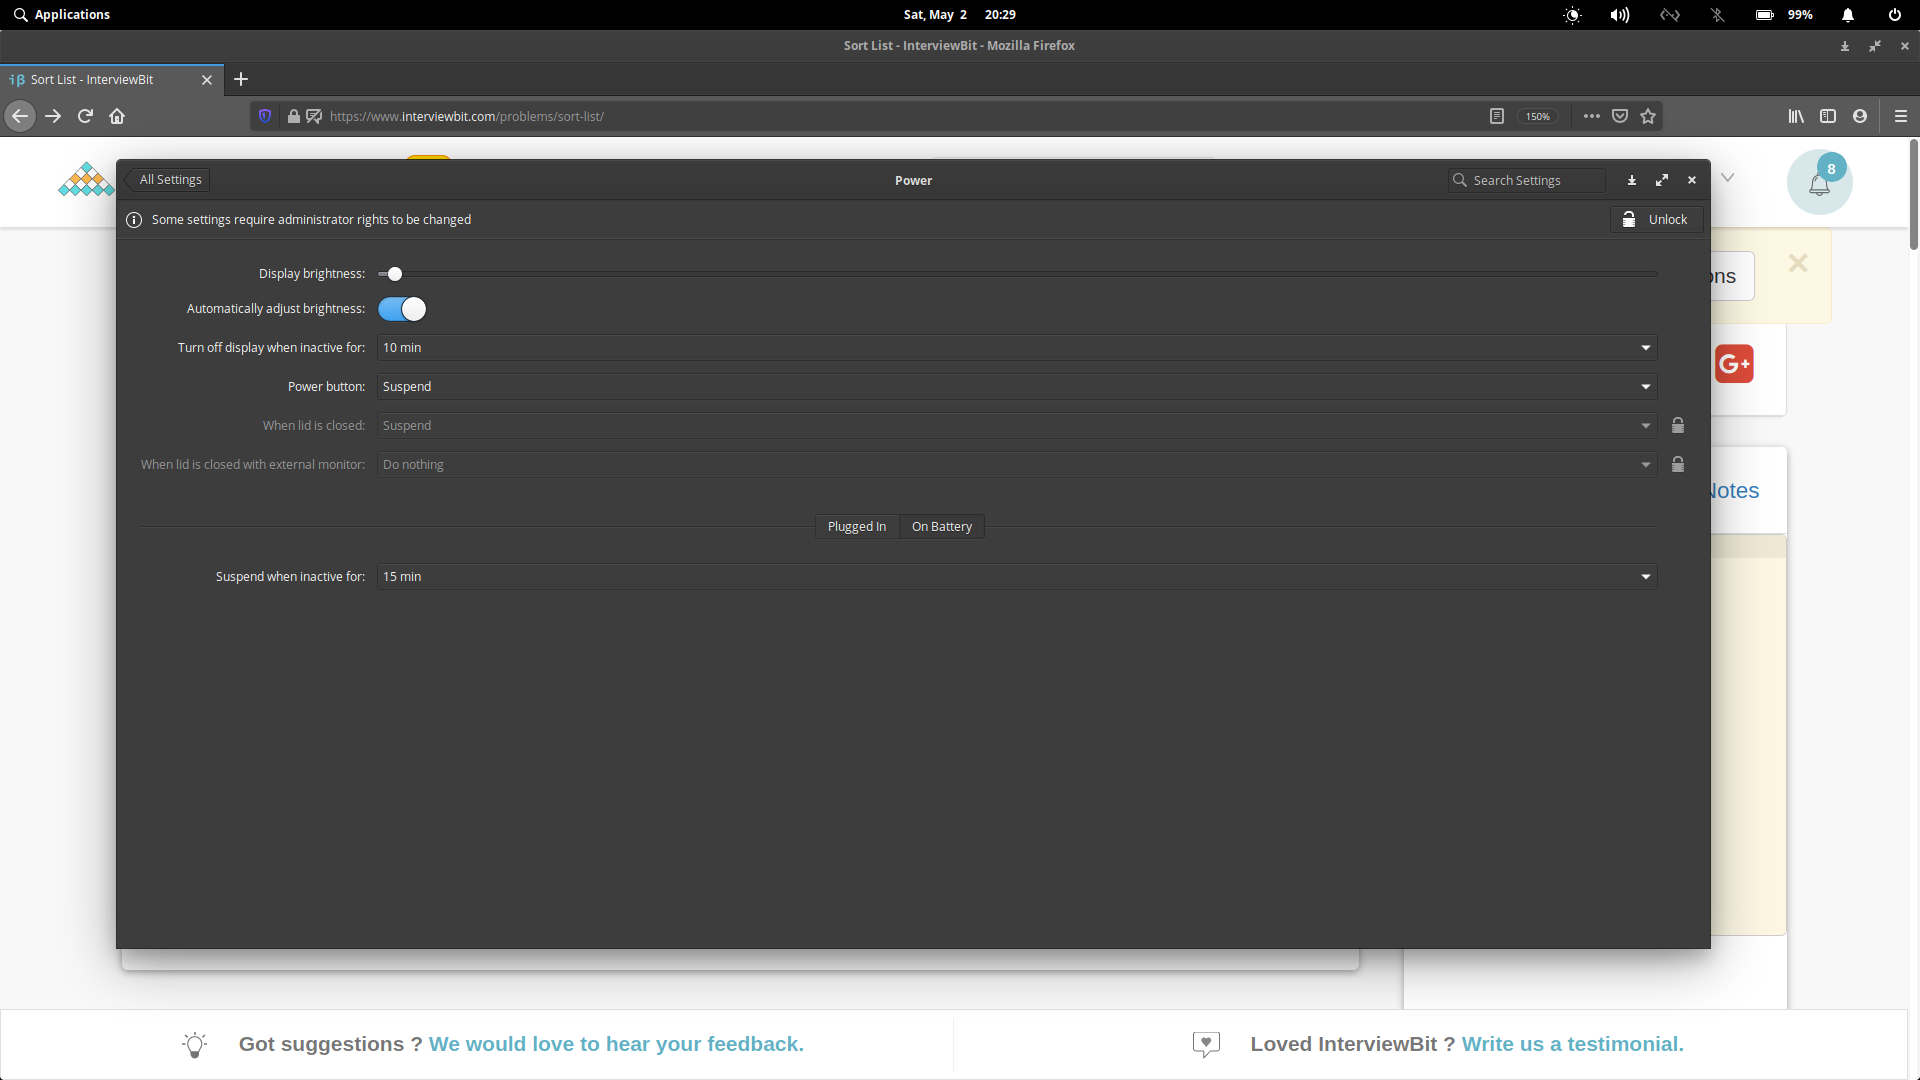 Applications
Sat, May 2 20:29
99%
Sort List - InterviewBit - Mozilla Firefox
iβ Sort List - InterviewBit
https://www.interviewbit.com/problems/sort-list/
150%
8
All Settings
Power
Search Settings
Some settings require administrator rights to be changed
Unlock
Display brightness:
ons
Automatically adjust brightness:
Turn off display when inactive for: 10 min
G+
Power button: Suspend
When lid is closed: Suspend
When lid is closed with external monitor: Do nothing
Notes
Plugged In On Battery
Suspend when inactive for: 15 min
Got suggestions ? We would love to hear your feedback.
Loved InterviewBit ? Write us a testimonial.